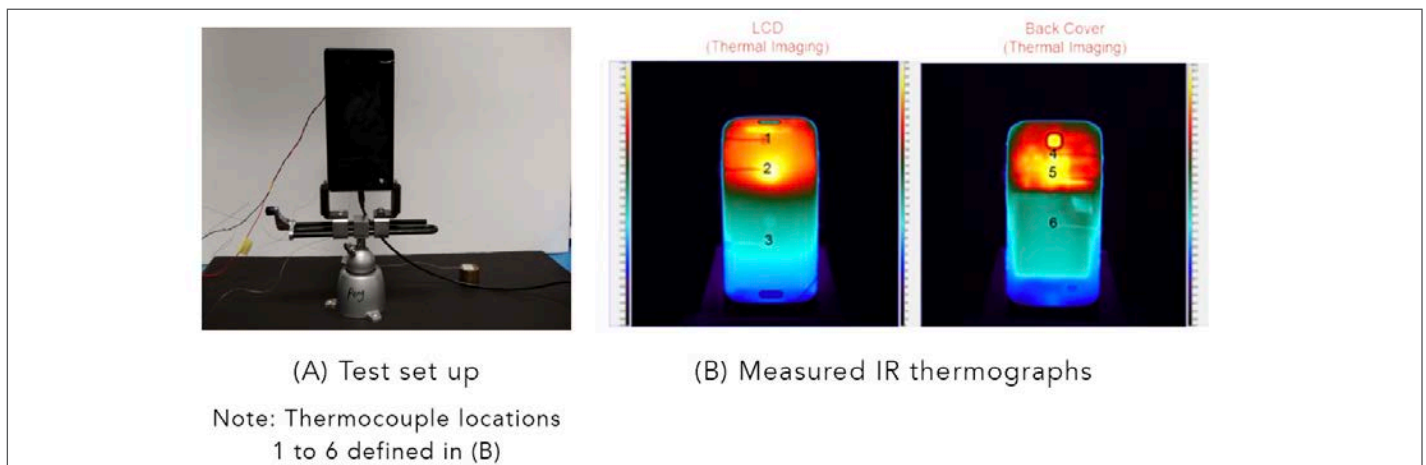 LCD
(Thermal Imaging)
Back Cover
(Thermal Imaging)
1
2
3
4
5
6
(A) Test set up
Note: Thermocouple locations
1 to 6 defined in (B)
(B) Measured IR thermographs